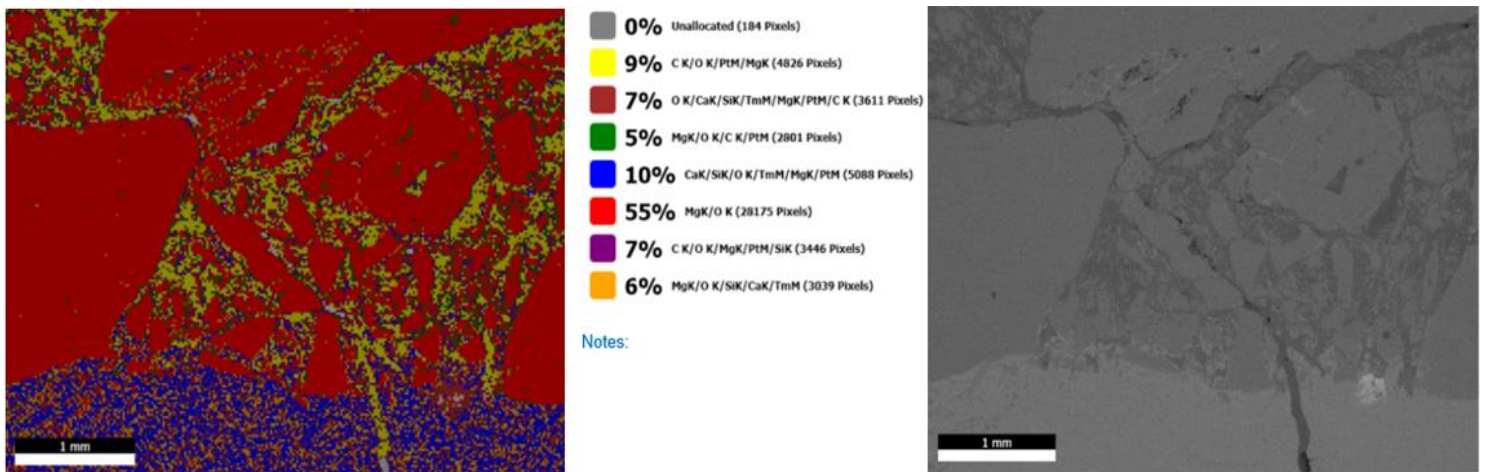 0% Unallocated (184 Pixels)
9% C K/O K/PtM/MgK (4826 Pixels)
7% O K/CaK/SiK/TmM/MgK/PtM/C K (3611 Pixels)
5% MgK/O K/C K/PtM (2801 Pixels)
10% CaK/SiK/O K/TmM/MgK/PtM (5088 Pixels)
55% MgK/O K (28175 Pixels)
7% C K/O K/MgK/PtM/SiK (3446 Pixels)
6% MgK/O K/SiK/CaK/TmM (3039 Pixels)
Notes:
1 mm
1 mm